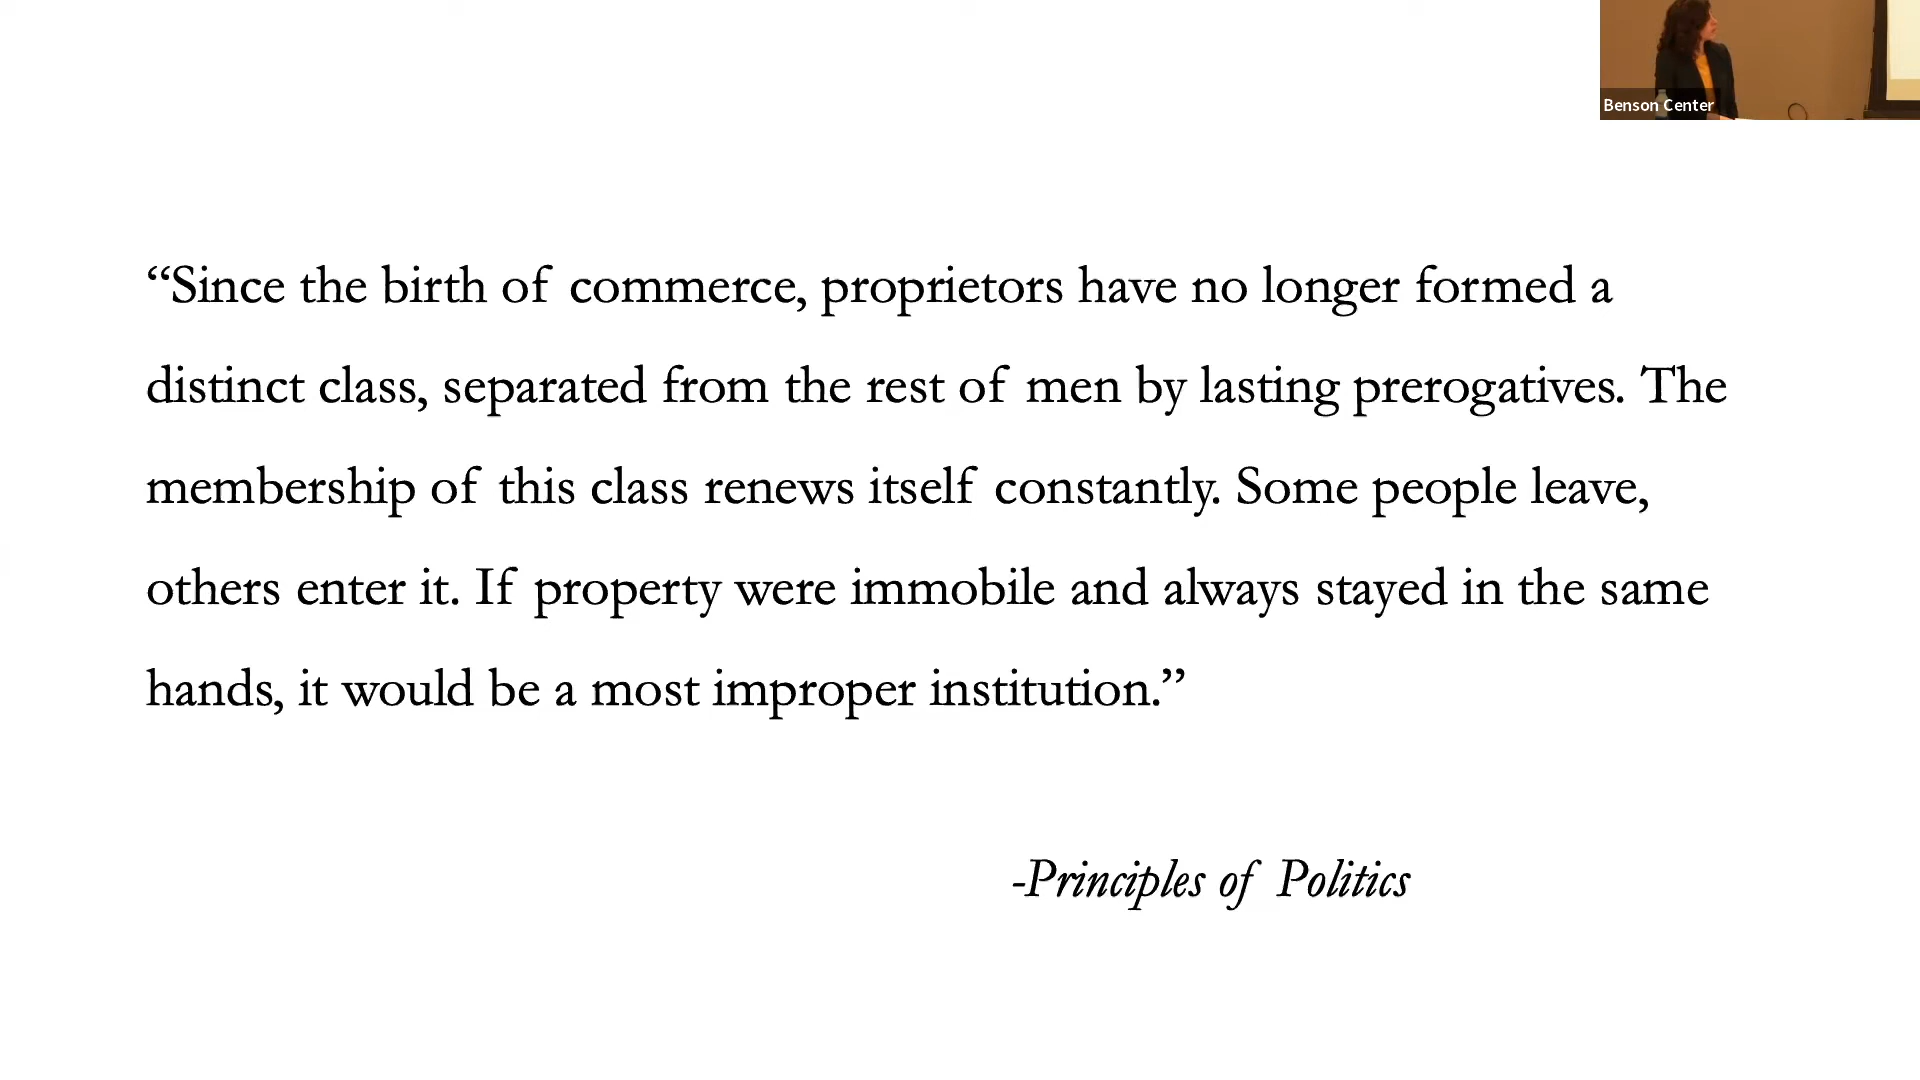 Benson Center
“Since the birth of commerce, proprietors have no longer formed a
distinct class, separated from the rest of men by lasting prerogatives. The
membership of this class renews itself constantly. Some people leave,
others enter it. If property were immobile and always stayed in the same
hands, it would be a most improper institution.”
-Principles of Politics